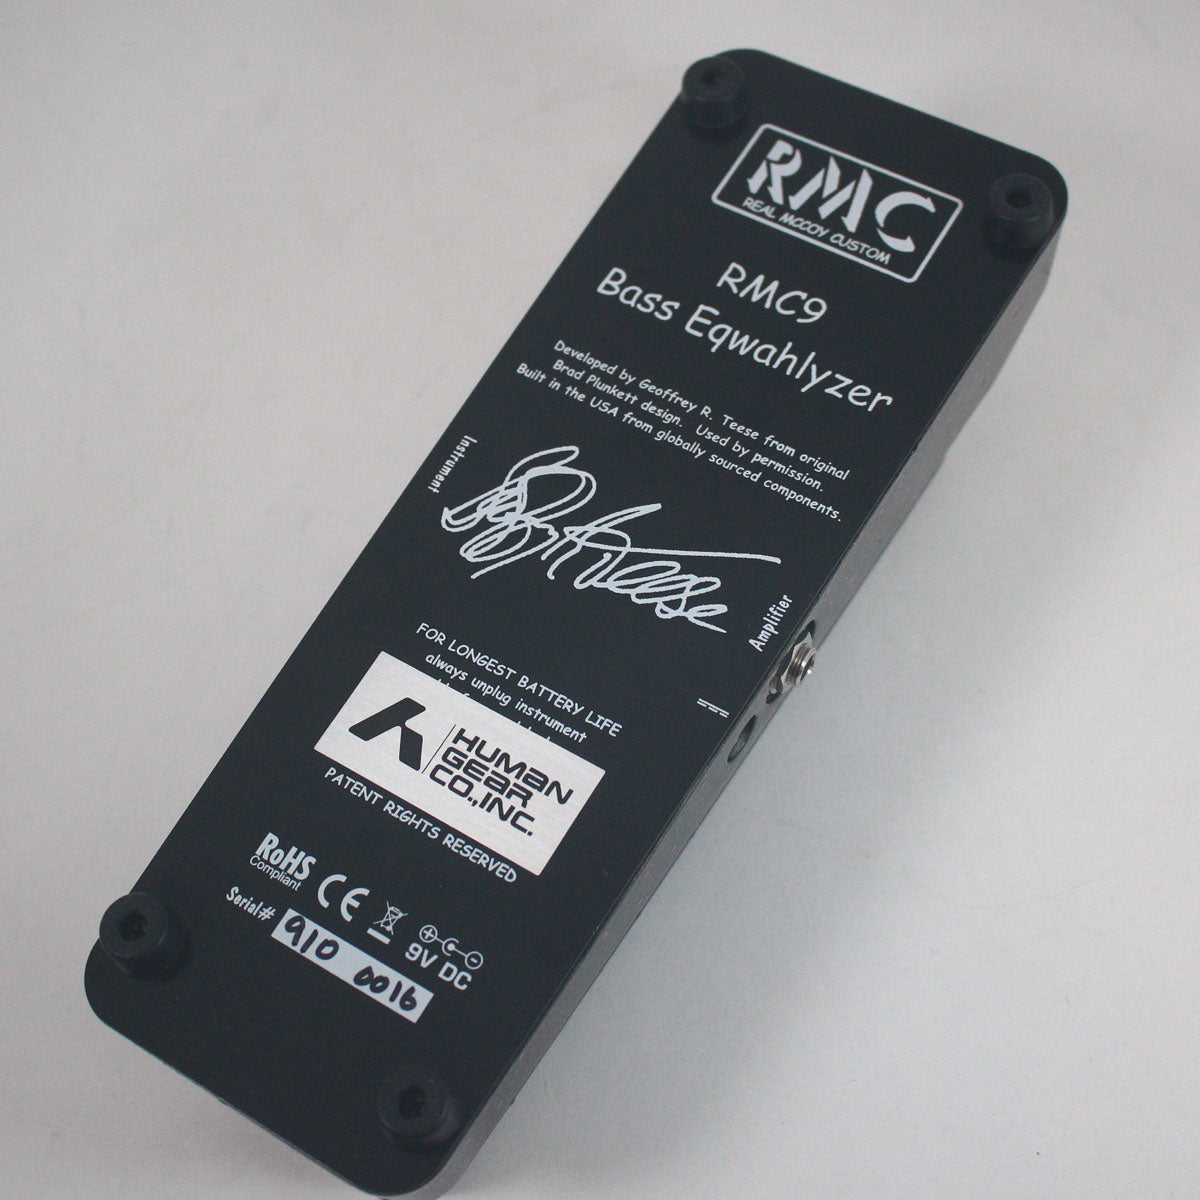 RMC
REAL MCCOY CUSTOM
RMC9
Bass Eqwahlyzer
Developed by Geoffrey R. Teese from original
Brad Plunkett design. Used by permission.
Built in the USA from globally sourced components.
Instrument
Amplifier
FOR LONGEST BATTERY LIFE
always unplug instrument
HUMAN
GEAR
CO.,INC.
PATENT RIGHTS RESERVED
RoHS
Compliant
CE
9V DC
Serial# 910 0016